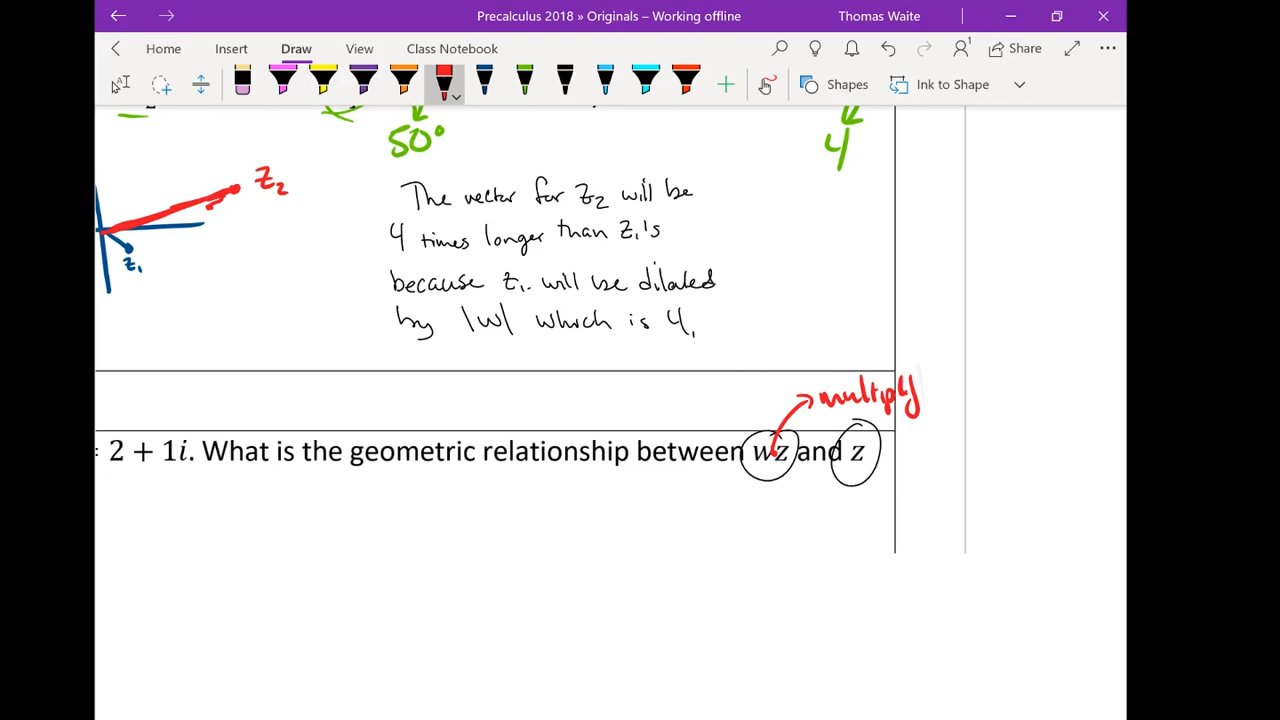 Precalculus 2018 » Originals – Working offline
Thomas Waite
Home Insert Draw View Class Notebook
Share
Shapes
Ink to Shape
50°
4
z₂
The vector for z₂ will be
4 times longer than z₁'s
because z₁ will be dilated
by |w| which is 4.
z₁
multiply
= 2 + 1i. What is the geometric relationship between wz and z